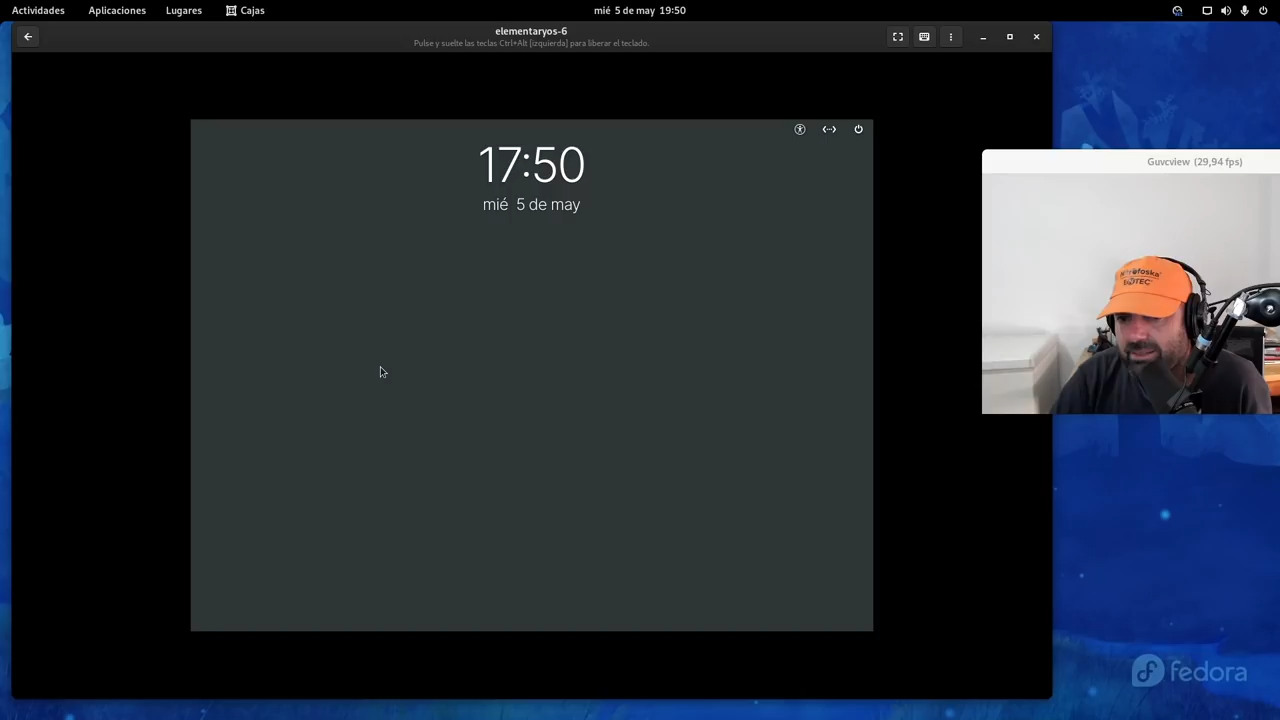 Actividades Aplicaciones Lugares Cajas mié 5 de may 19:50
elementaryos-6
Pulse y suelte las teclas Ctrl+Alt [izquierda] para liberar el teclado.
17:50
mié 5 de may
Guvcview (29,94 fps)
fedora